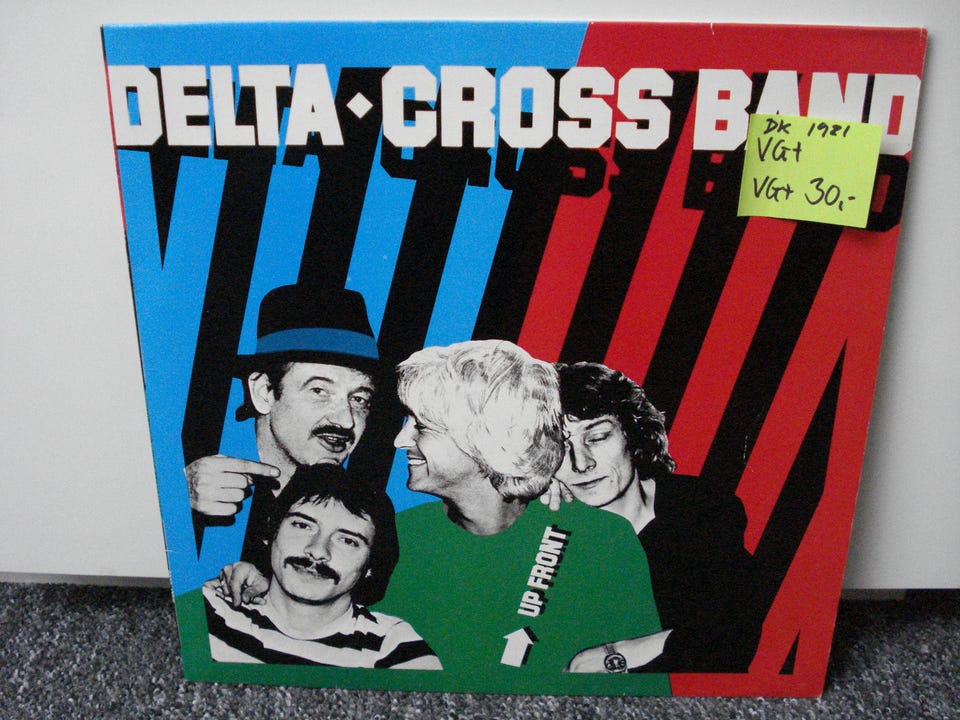 DELTA · CROSS BAND
DK 1981
VG+
VG+ 30,-
UP FRONT